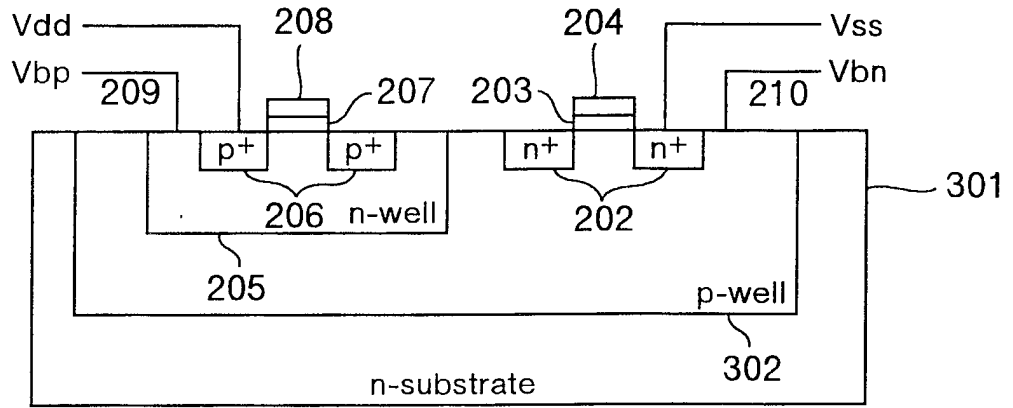 Vdd
208
204
Vss
Vbp
209
207
203
210
Vbn
p+
p+
n+
n+
301
206
n-well
202
205
p-well
302
n-substrate